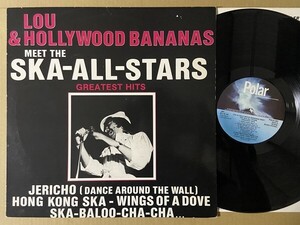 LOU
& HOLLYWOOD BANANAS
MEET THE
SKA-ALL-STARS
GREATEST HITS
JERICHO (DANCE AROUND THE WALL)
HONG KONG SKA - WINGS OF A DOVE
SKA-BALOO-CHA-CHA...
Polar